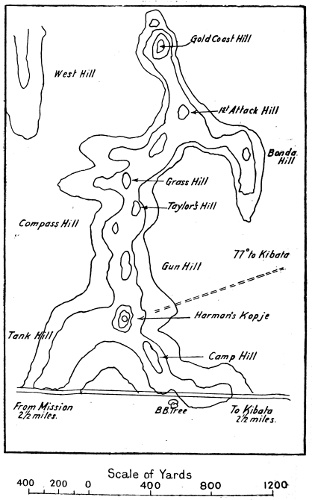 Gold Coast Hill
West Hill
1st Attack Hill
Banda Hill
Grass Hill
Taylor's Hill
Compass Hill
77° to Kibata
Gun Hill
Harman's Kopje
Tank Hill
Camp Hill
From Mission
2½ miles.
B.B. Tree
To Kibata
2½ miles.
Scale of Yards
400 200 0 400 800 1200